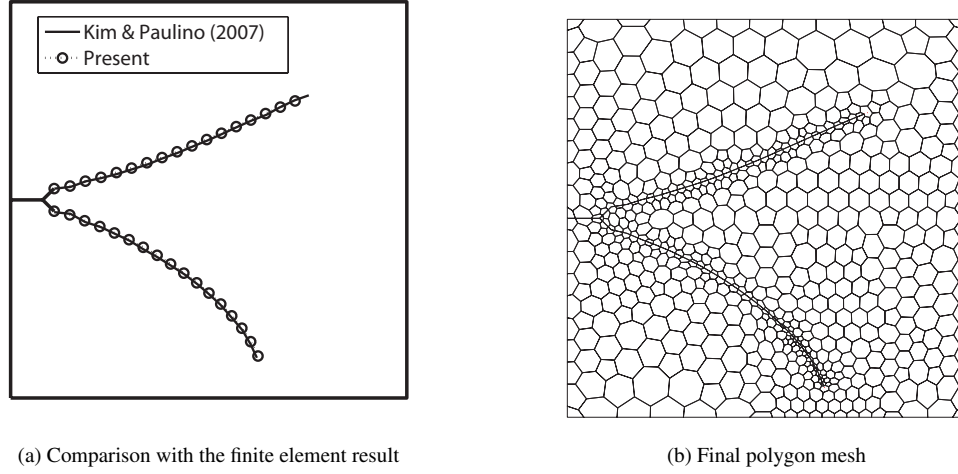 Kim & Paulino (2007)
Present
(a) Comparison with the finite element result
(b) Final polygon mesh